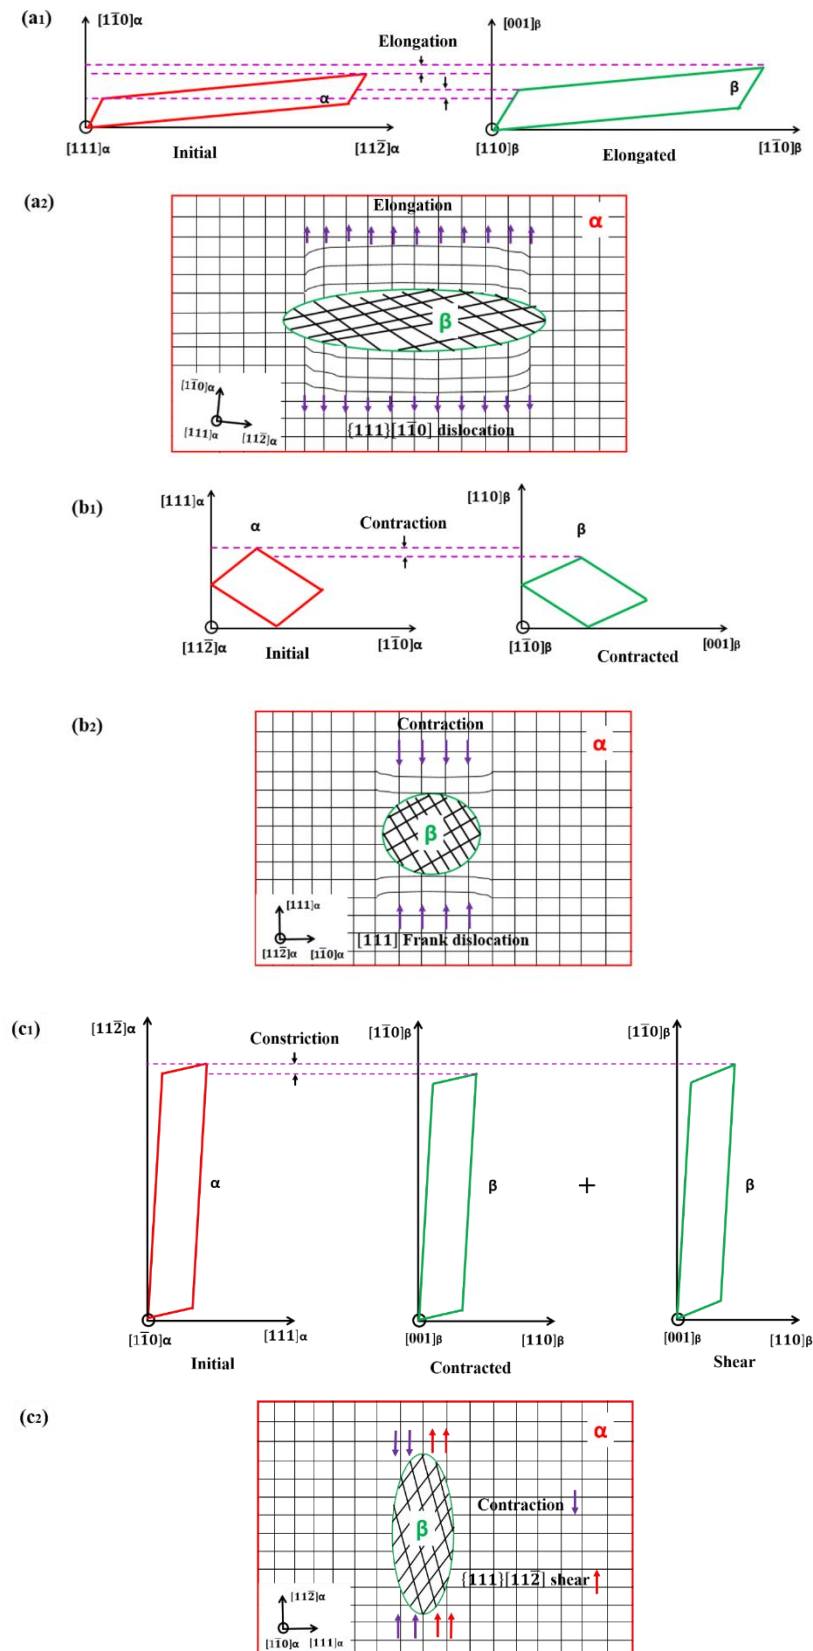 (a1)
[11̅0]α
[001]β
Elongation
α
β
[111]α
Initial
[112̅]α
[110]β
Elongated
[11̅0]β
(a2)
Elongation
α
β
[11̅0]α
[111]α
[112̅]α
{111}[11̅0] dislocation
(b1)
[111]α
[110]β
α
Contraction
β
[112̅]α
Initial
[11̅0]α
[11̅0]β
Contracted
[001]β
(b2)
Contraction
α
β
[111]α
[112̅]α
[11̅0]α
[111] Frank dislocation
(c1)
[112̅]α
Constriction
[11̅0]β
[11̅0]β
α
β
+
β
[11̅0]α
Initial
[111]α
[001]β
Contracted
[110]β
[001]β
Shear
[110]β
(c2)
α
Contraction
β
{111}[112̅] shear
[112̅]α
[11̅0]α
[111]α